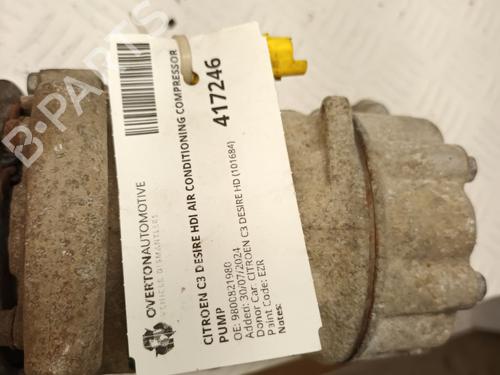 OVERTONAUTOMOTIVE
VEHICLE DISMANTLERS
CITROEN C3 DESIRE HDI AIR CONDITIONING COMPRESSOR
PUMP
417246
OE: 9800821980
Added: 30/07/2024
Donor Car: CITROEN C3 DESIRE HD (101684)
Paint Code: EZR
Notes:
B-PARTS